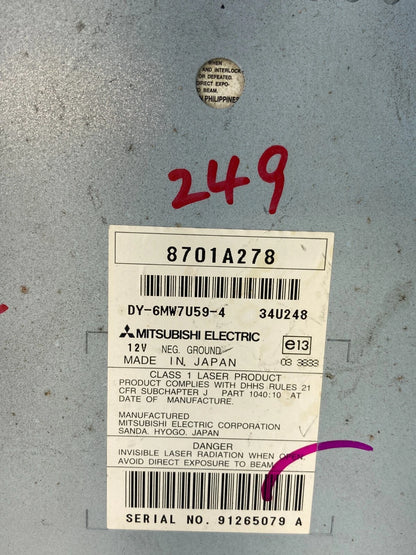 WHEN
AND INTERLOCK
OR DEFEATED.
DIRECT EXPO-
O BEAM.
N PHILIPPINES
249
8701A278
DY-6MW7U59-4 34U248
MITSUBISHI ELECTRIC
e13
12V NEG. GROUND
MADE IN JAPAN 03 3833
CLASS 1 LASER PRODUCT
PRODUCT COMPLIES WITH DHHS RULES 21
CFR SUBCHAPTER J PART 1040:10 AT
DATE OF MANUFACTURE.
MANUFACTURED
MITSUBISHI ELECTRIC CORPORATION
SANDA, HYOGO, JAPAN
DANGER
INVISIBLE LASER RADIATION WHEN OPEN.
AVOID DIRECT EXPOSURE TO BEAM
SERIAL NO. 91265079 A